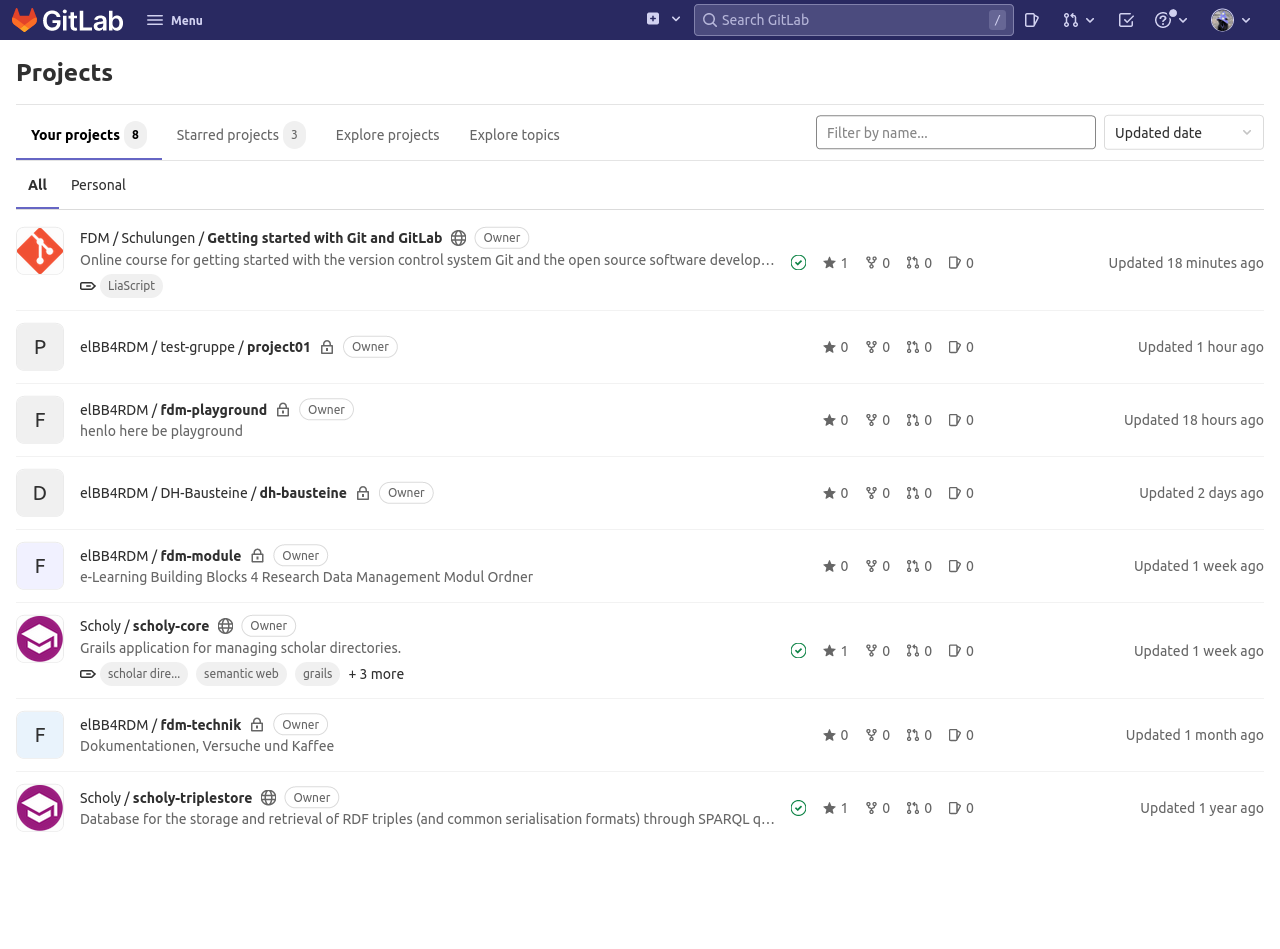 GitLab Menu Search GitLab /
Projects
Your projects 8 Starred projects 3 Explore projects Explore topics Filter by name... Updated date
All Personal
FDM / Schulungen / Getting started with Git and GitLab Owner
Online course for getting started with the version control system Git and the open source software develop...
1 0 0 0 Updated 18 minutes ago
LiaScript
P elBB4RDM / test-gruppe / project01 Owner 0 0 0 0 Updated 1 hour ago
elBB4RDM / fdm-playground Owner
F 0 0 0 0 Updated 18 hours ago
henlo here be playground
D elBB4RDM / DH-Bausteine / dh-bausteine Owner 0 0 0 0 Updated 2 days ago
elBB4RDM / fdm-module Owner
F 0 0 0 0 Updated 1 week ago
e-Learning Building Blocks 4 Research Data Management Modul Ordner
Scholy / scholy-core Owner
Grails application for managing scholar directories. 1 0 0 0 Updated 1 week ago
scholar dire... semantic web grails + 3 more
elBB4RDM / fdm-technik Owner
F 0 0 0 0 Updated 1 month ago
Dokumentationen, Versuche und Kaffee
Scholy / scholy-triplestore Owner
1 0 0 0 Updated 1 year ago
Database for the storage and retrieval of RDF triples (and common serialisation formats) through SPARQL q...